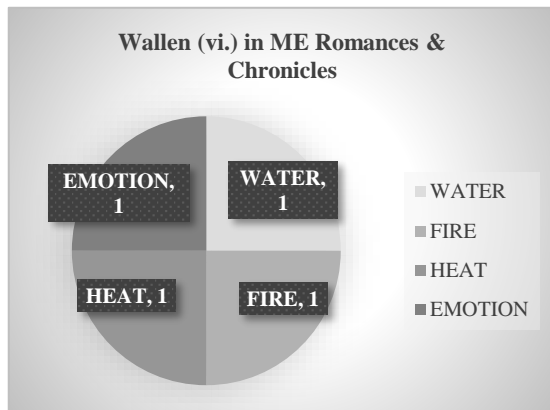 Wallen (vi.) in ME Romances &
Chronicles
EMOTION,
1
WATER,
1
HEAT, 1
FIRE, 1
WATER
FIRE
HEAT
EMOTION